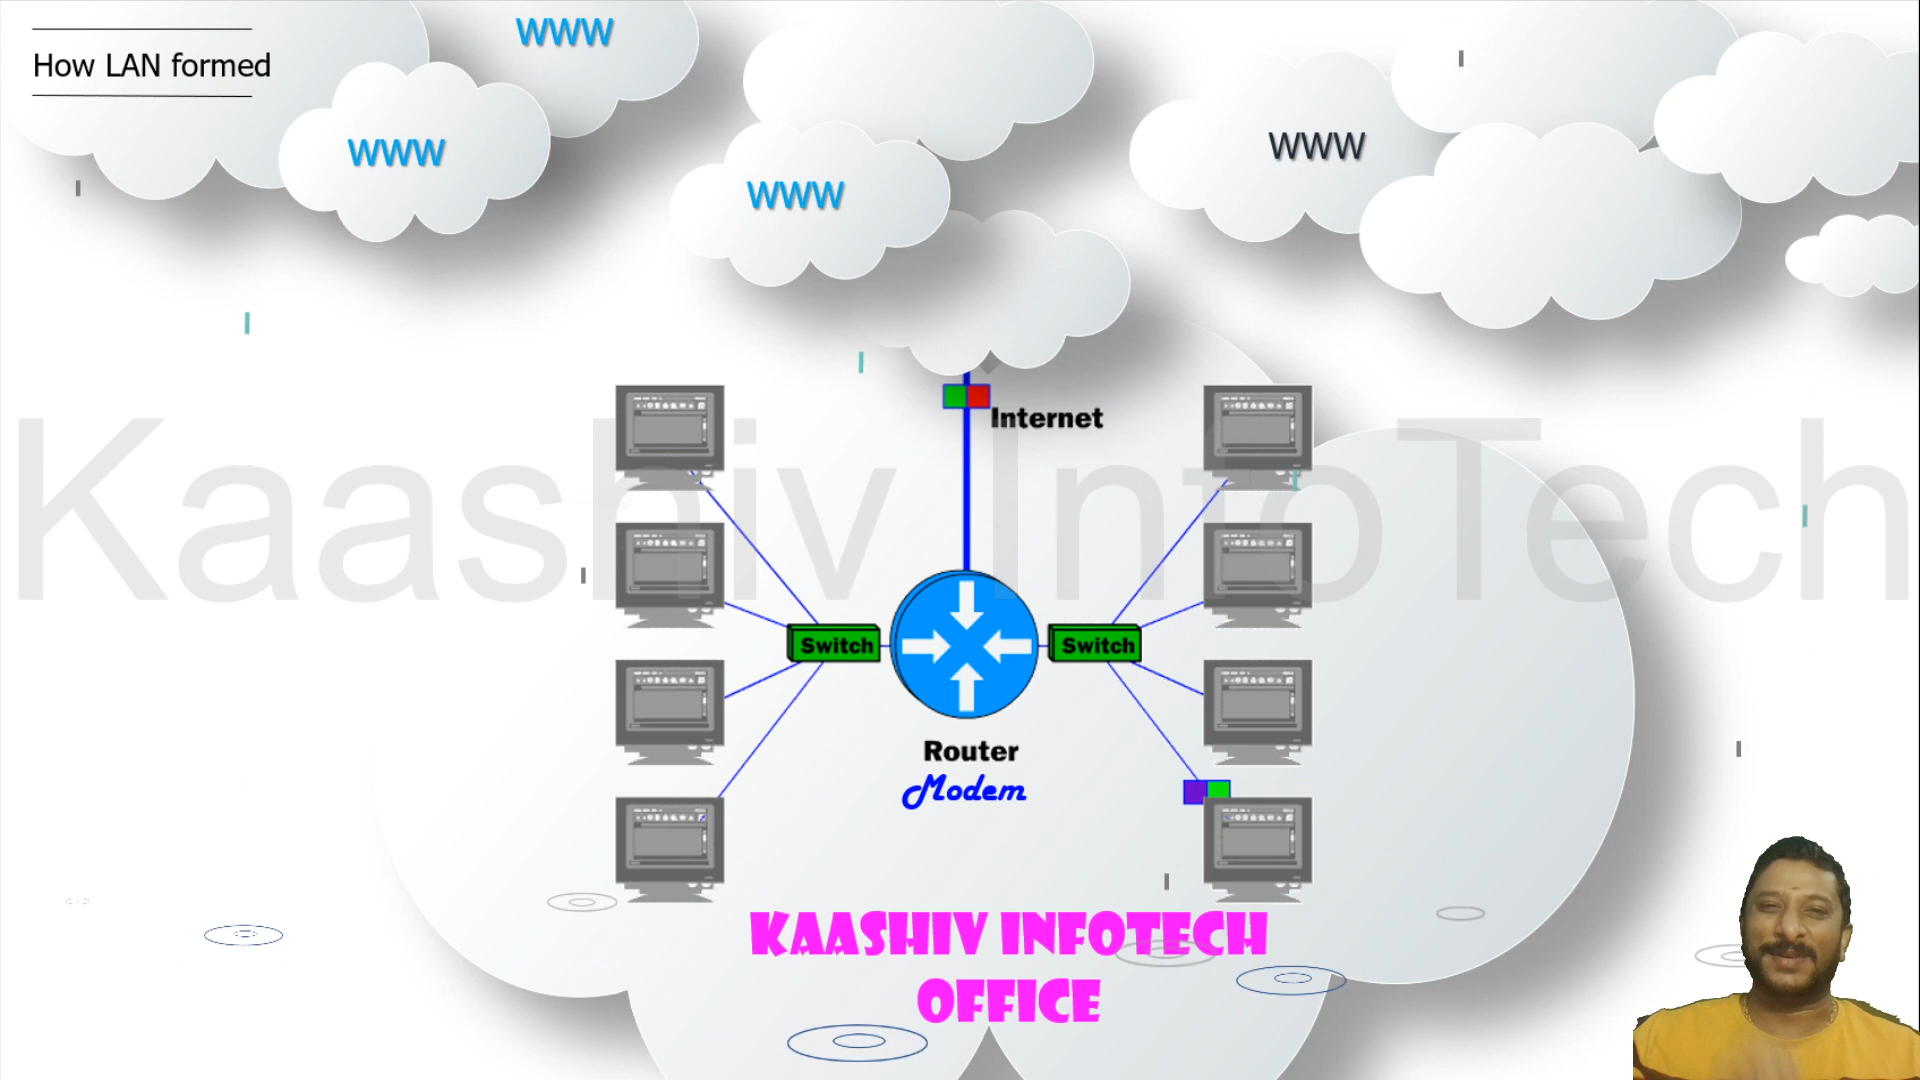 How LAN formed
WWW
WWW
WWW
WWW
Internet
Kaashiv InfoTech
Switch
Switch
Router
Modem
KAASHIV INFOTECH
OFFICE